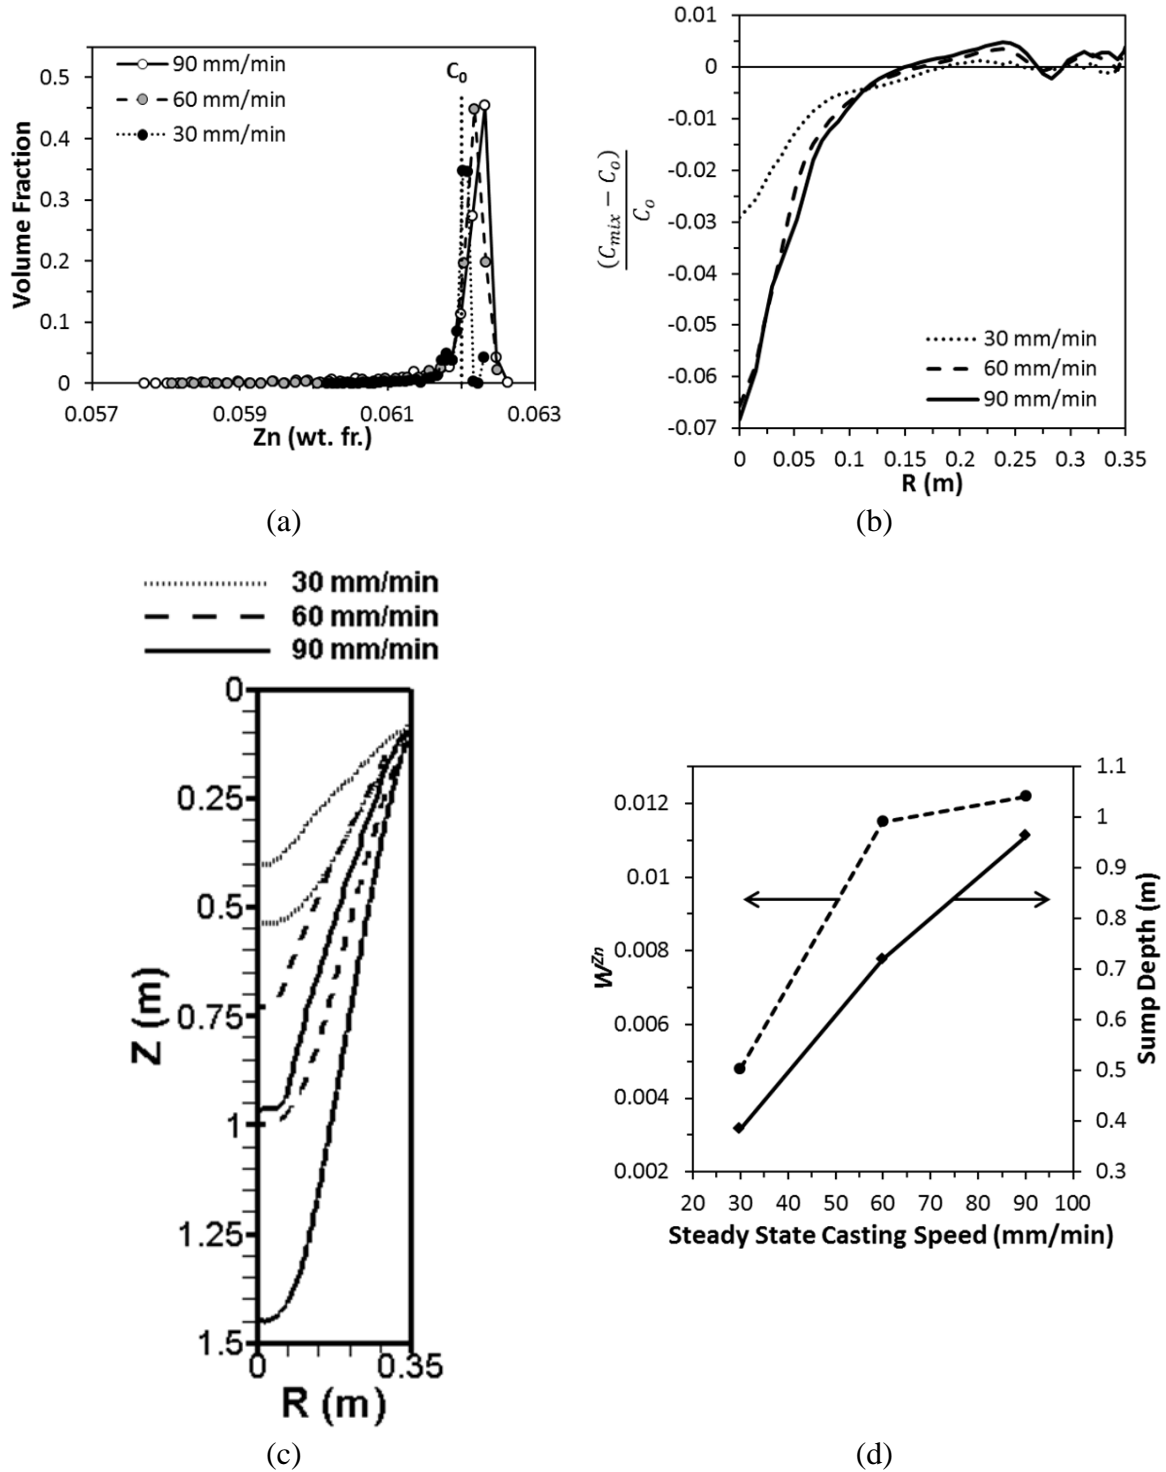 90 mm/min
60 mm/min
30 mm/min
C₀
0.5
0.4
0.3
0.2
0.1
0
Volume Fraction
0.057 0.059 0.061 0.063
Zn (wt. fr.)
(a)
0.01
0
-0.01
-0.02
-0.03
-0.04
-0.05
-0.06
-0.07
(C_mix − C_o)
C_o
30 mm/min
60 mm/min
90 mm/min
0 0.05 0.1 0.15 0.2 0.25 0.3 0.35
R (m)
(b)
30 mm/min
60 mm/min
90 mm/min
0
0.25
0.5
0.75
1
1.25
1.5
Z (m)
0 0.35
R (m)
(c)
0.012
0.01
0.008
0.006
0.004
0.002
W^Zn
1.1
1
0.9
0.8
0.7
0.6
0.5
0.4
0.3
Sump Depth (m)
20 30 40 50 60 70 80 90 100
Steady State Casting Speed (mm/min)
(d)